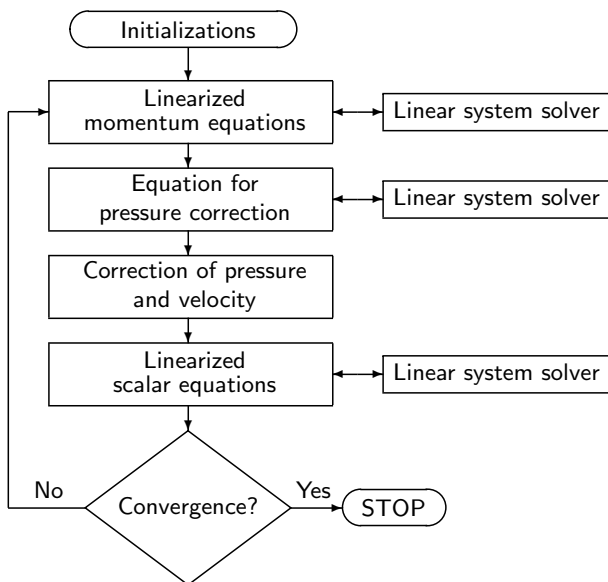 Initializations
Linearized
momentum equations
Linear system solver
Equation for
pressure correction
Linear system solver
Correction of pressure
and velocity
Linearized
scalar equations
Linear system solver
No
Convergence?
Yes
STOP